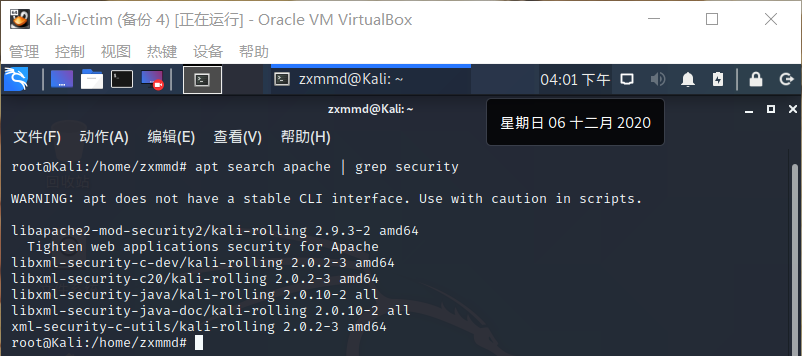 Kali-Victim (备份 4) [正在运行] - Oracle VM VirtualBox
管理 控制 视图 热键 设备 帮助
zxmmd@Kali: ~ 04:01 下午
zxmmd@Kali: ~
星期日 06 十二月 2020
文件(F) 动作(A) 编辑(E) 查看(V) 帮助(H)
root@Kali:/home/zxmmd# apt search apache | grep security
WARNING: apt does not have a stable CLI interface. Use with caution in scripts.
libapache2-mod-security2/kali-rolling 2.9.3-2 amd64
Tighten web applications security for Apache
libxml-security-c-dev/kali-rolling 2.0.2-3 amd64
libxml-security-c20/kali-rolling 2.0.2-3 amd64
libxml-security-java/kali-rolling 2.0.10-2 all
libxml-security-java-doc/kali-rolling 2.0.10-2 all
xml-security-c-utils/kali-rolling 2.0.2-3 amd64
root@Kali:/home/zxmmd#